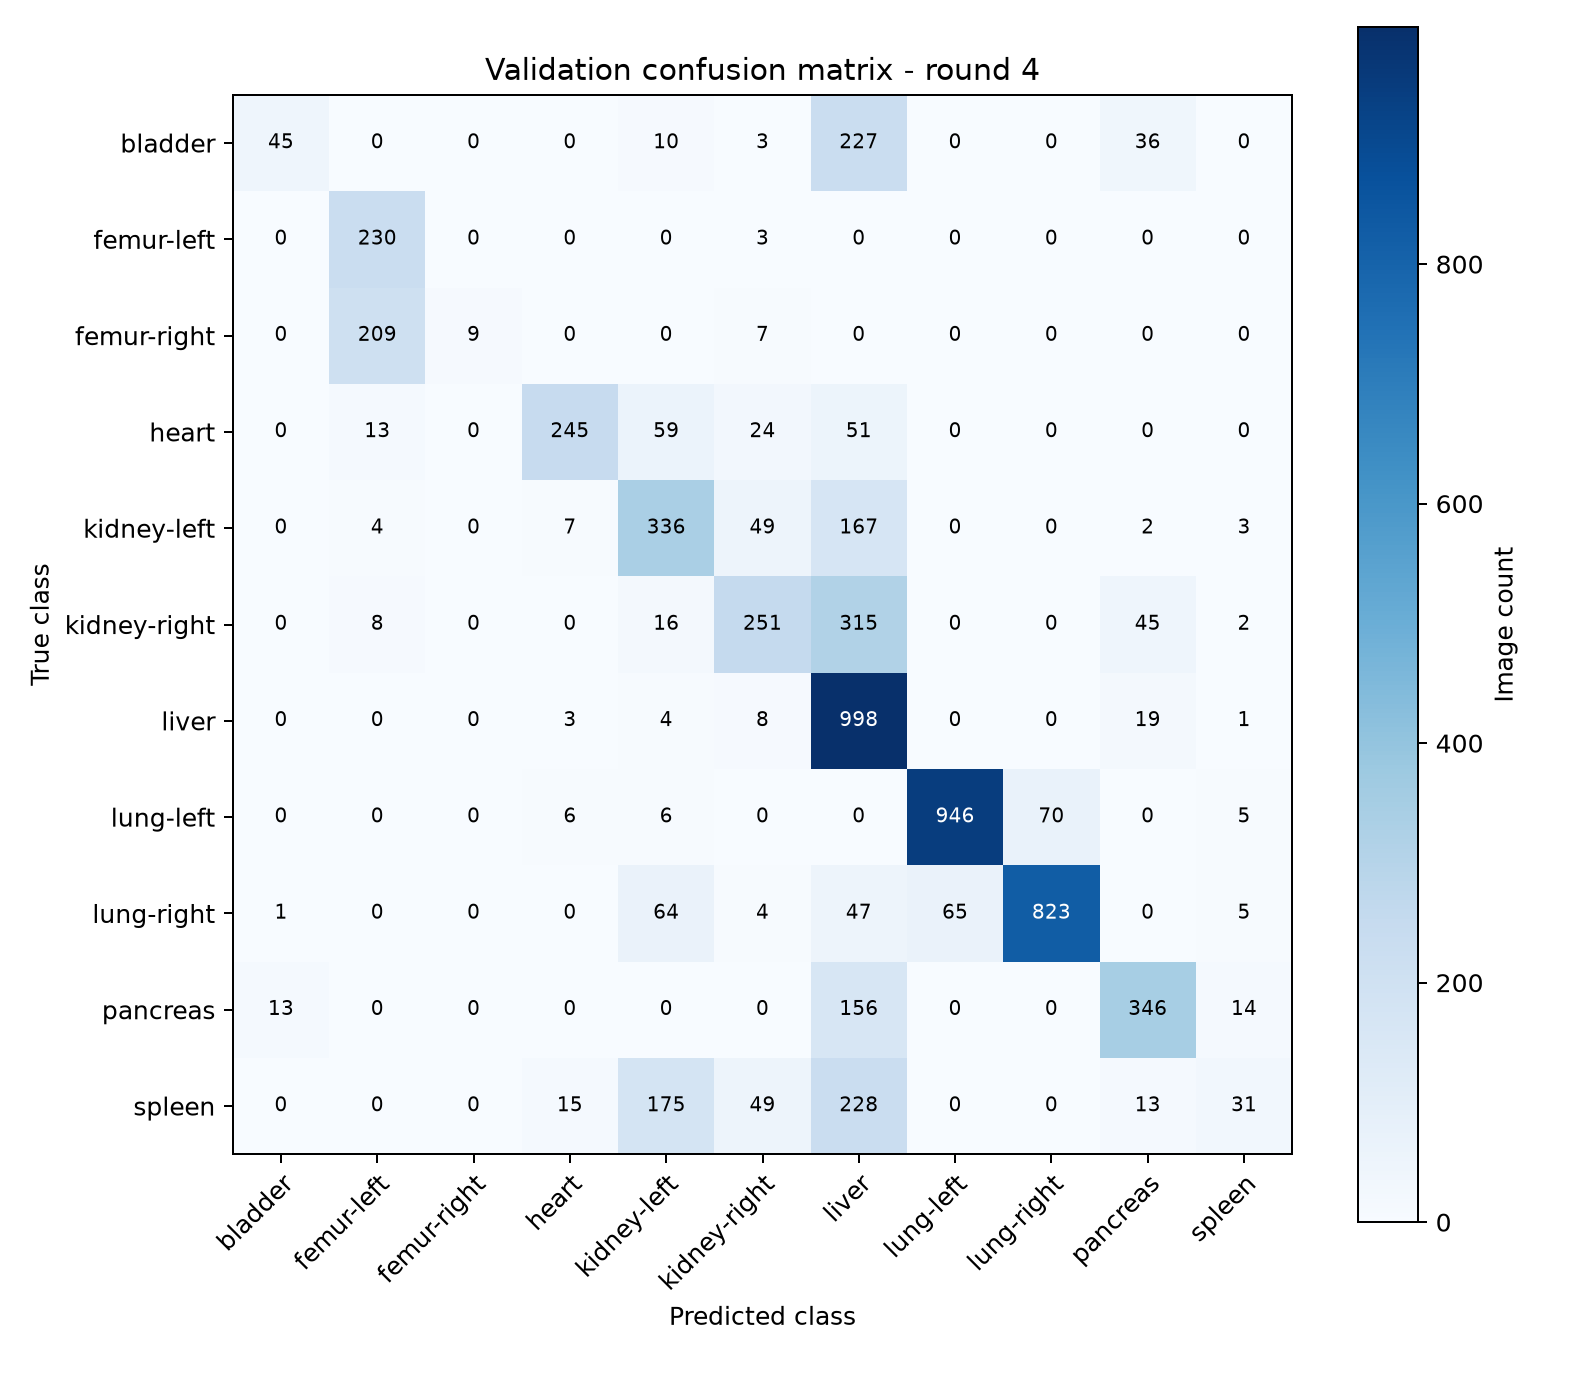 Validation confusion matrix - round 4
True class
bladder 45 0 0 0 10 3 227 0 0 36 0
femur-left 0 230 0 0 0 3 0 0 0 0 0
femur-right 0 209 9 0 0 7 0 0 0 0 0
heart 0 13 0 245 59 24 51 0 0 0 0
kidney-left 0 4 0 7 336 49 167 0 0 2 3
kidney-right 0 8 0 0 16 251 315 0 0 45 2
liver 0 0 0 3 4 8 998 0 0 19 1
lung-left 0 0 0 6 6 0 0 946 70 0 5
lung-right 1 0 0 0 64 4 47 65 823 0 5
pancreas 13 0 0 0 0 0 156 0 0 346 14
spleen 0 0 0 15 175 49 228 0 0 13 31
bladder femur-left femur-right heart kidney-left kidney-right liver lung-left lung-right pancreas spleen
Predicted class
800
600
400
200
0
Image count